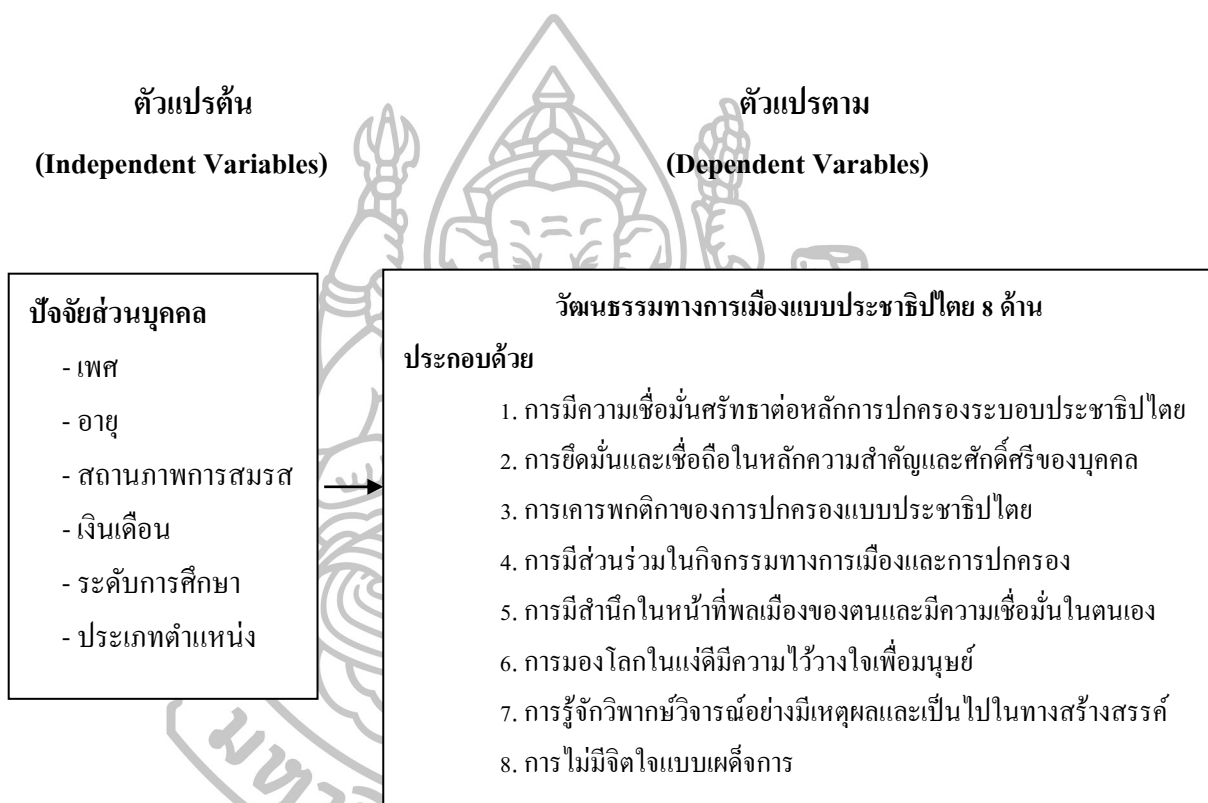 ตัวแปรต้น
(Independent Variables)
ตัวแปรตาม
(Dependent Varables)
ปัจจัยส่วนบุคคล
- เพศ
- อายุ
- สถานภาพการสมรส
- เงินเดือน
- ระดับการศึกษา
- ประเภทตำแหน่ง
วัฒนธรรมทางการเมืองแบบประชาธิปไตย 8 ด้าน
ประกอบด้วย
1. การมีความเชื่อมั่นศรัทธาต่อหลักการปกครองระบอบประชาธิปไตย
2. การยึดมั่นและเชื่อถือในหลักความสำคัญและศักดิ์ศรีของบุคคล
3. การเคารพกติกาของการปกครองแบบประชาธิปไตย
4. การมีส่วนร่วมในกิจกรรมทางการเมืองและการปกครอง
5. การมีสำนึกในหน้าที่พลเมืองของตนและมีความเชื่อมั่นในตนเอง
6. การมองโลกในแง่ดีมีความไว้วางใจเพื่อมนุษย์
7. การรู้จักวิพากษ์วิจารณ์อย่างมีเหตุผลและเป็นไปในทางสร้างสรรค์
8. การไม่มีจิตใจแบบเผด็จการ